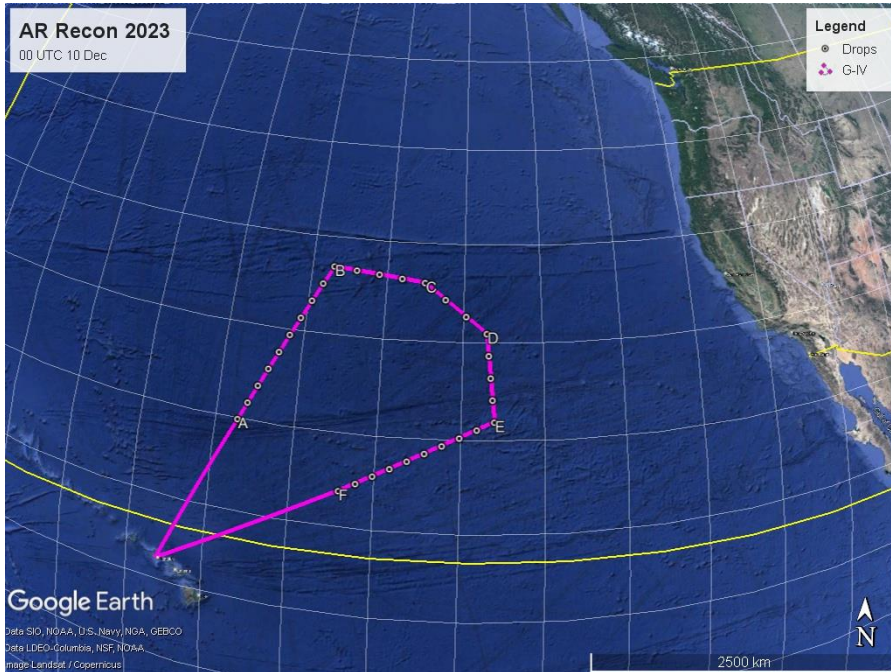 AR Recon 2023
00 UTC 10 Dec
Legend
Drops
G-IV
B
C
D
A
E
F
Google Earth
Data SIO, NOAA, U.S. Navy, NGA, GEBCO
Data LDEO-Columbia, NSF, NOAA
Image Landsat / Copernicus
N
2500 km